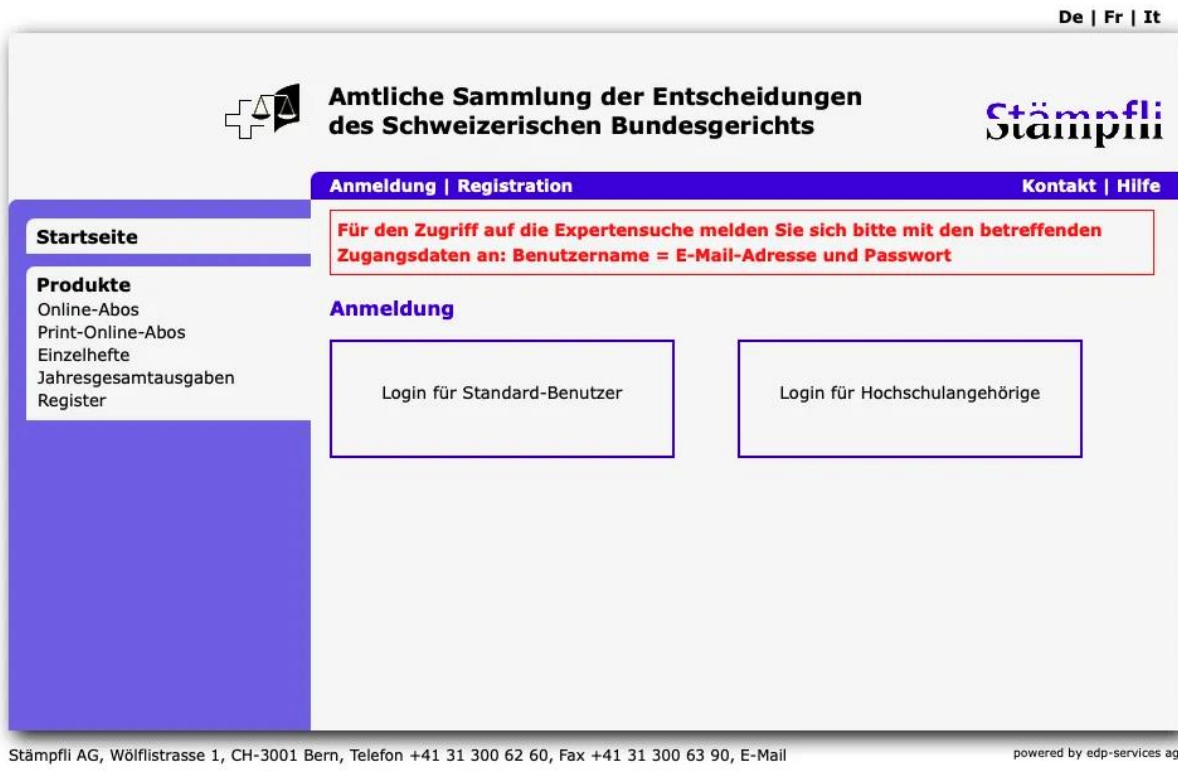 De | Fr | It
Amtliche Sammlung der Entscheidungen
des Schweizerischen Bundesgerichts
Stämpfli
Anmeldung | Registration
Kontakt | Hilfe
Startseite
Produkte
Online-Abos
Print-Online-Abos
Einzelhefte
Jahresgesamtausgaben
Register
Für den Zugriff auf die Expertensuche melden Sie sich bitte mit den betreffenden
Zugangsdaten an: Benutzername = E-Mail-Adresse und Passwort
Anmeldung
Login für Standard-Benutzer
Login für Hochschulangehörige
Stämpfli AG, Wölflistrasse 1, CH-3001 Bern, Telefon +41 31 300 62 60, Fax +41 31 300 63 90, E-Mail
powered by edp-services ag